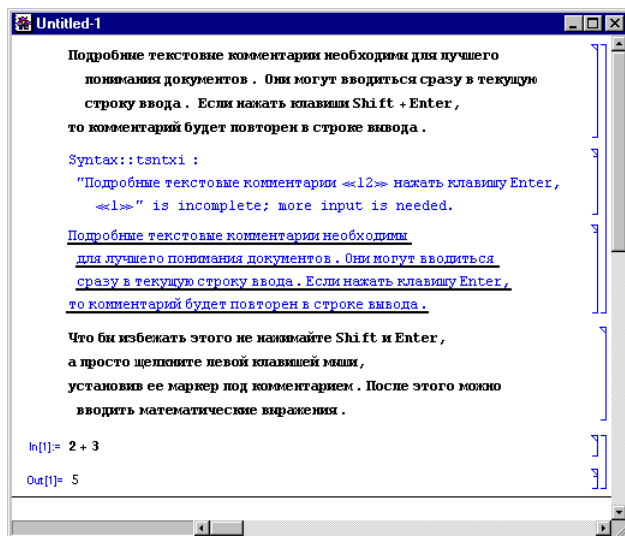 Untitled-1
Подробные текстовые комментарии необходимы для лучшего
понимания документов . Они могут вводиться сразу в текущую
строку ввода . Если нажать клавиши Shift + Enter ,
то комментарий будет повторен в строке вывода .
Syntax::tsntxi :
"Подробные текстовые комментарии ≪12≫ нажать клавишу Enter,
≪1≫" is incomplete; more input is needed.
Подробные текстовые комментарии необходимы
для лучшего понимания документов . Они могут вводиться
сразу в текущую строку ввода . Если нажать клавишу Enter,
то комментарий будет повторен в строке вывода .
Что бы избежать этого не нажимайте Shift и Enter ,
а просто щелкните левой клавишей мыши,
установив ее маркер под комментарием . После этого можно
вводить математические выражения .
In[1]:= 2 + 3
Out[1]= 5